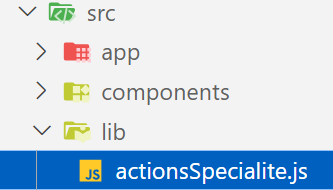 src
app
components
lib
JS actionsSpecialite.js